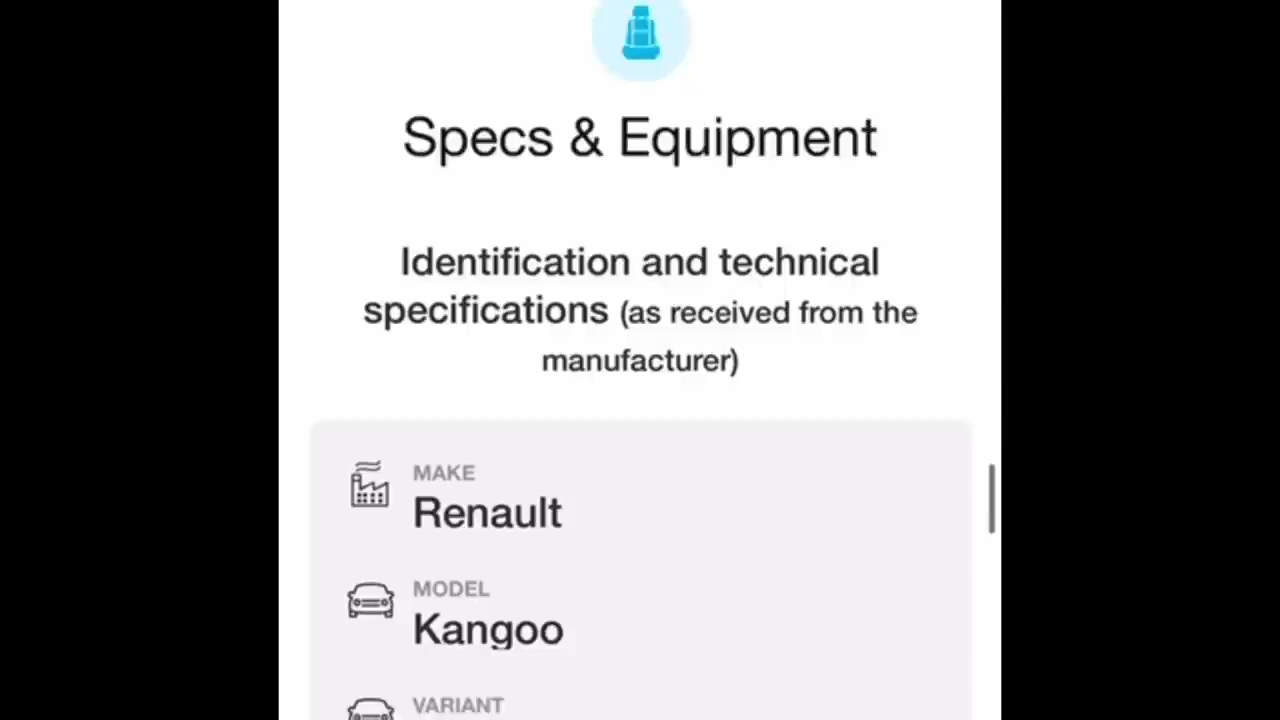 Specs & Equipment
Identification and technical
specifications (as received from the
manufacturer)
MAKE
Renault
MODEL
Kangoo
VARIANT